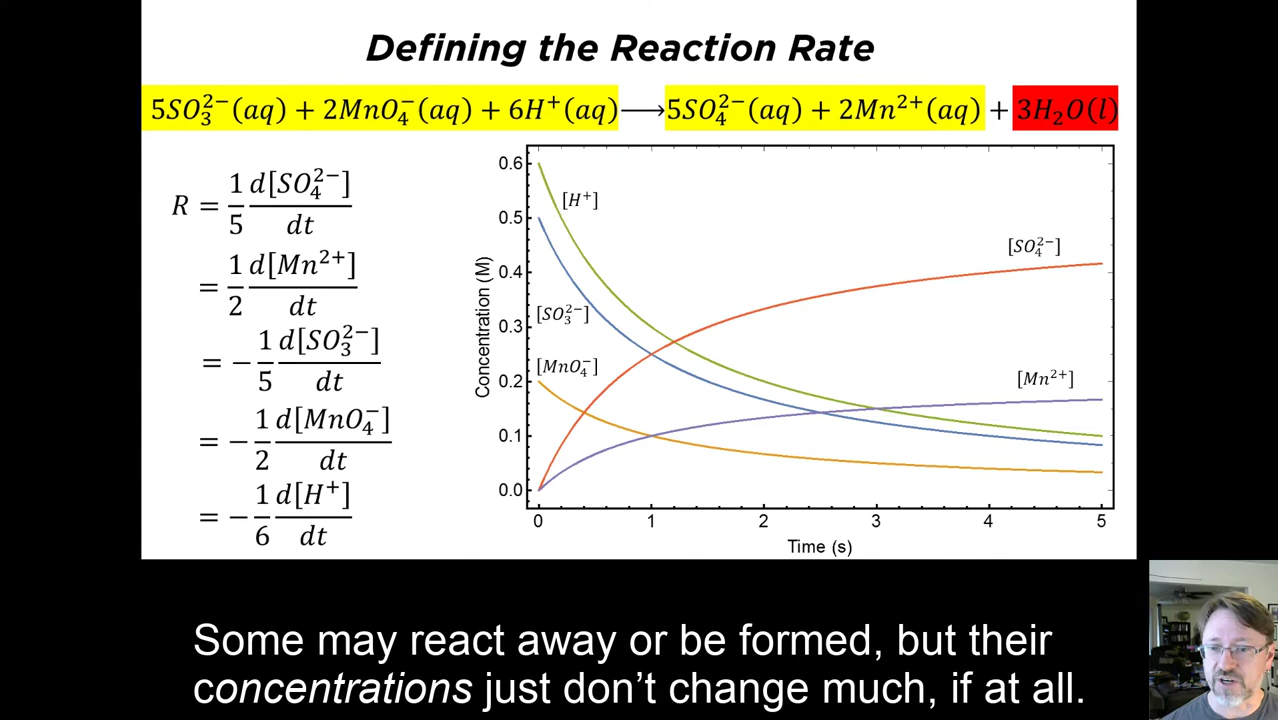 Defining the Reaction Rate
5SO₃²⁻(aq) + 2MnO₄⁻(aq) + 6H⁺(aq) ⟶ 5SO₄²⁻(aq) + 2Mn²⁺(aq) + 3H₂O(l)
R = 1/5 d[SO₄²⁻]/dt
= 1/2 d[Mn²⁺]/dt
= − 1/5 d[SO₃²⁻]/dt
= − 1/2 d[MnO₄⁻]/dt
= − 1/6 d[H⁺]/dt
Concentration (M)
0.6
0.5
0.4
0.3
0.2
0.1
0.0
[H⁺]
[SO₄²⁻]
[SO₃²⁻]
[MnO₄⁻]
[Mn²⁺]
0 1 2 3 4 5
Time (s)
Some may react away or be formed, but their
concentrations just don't change much, if at all.